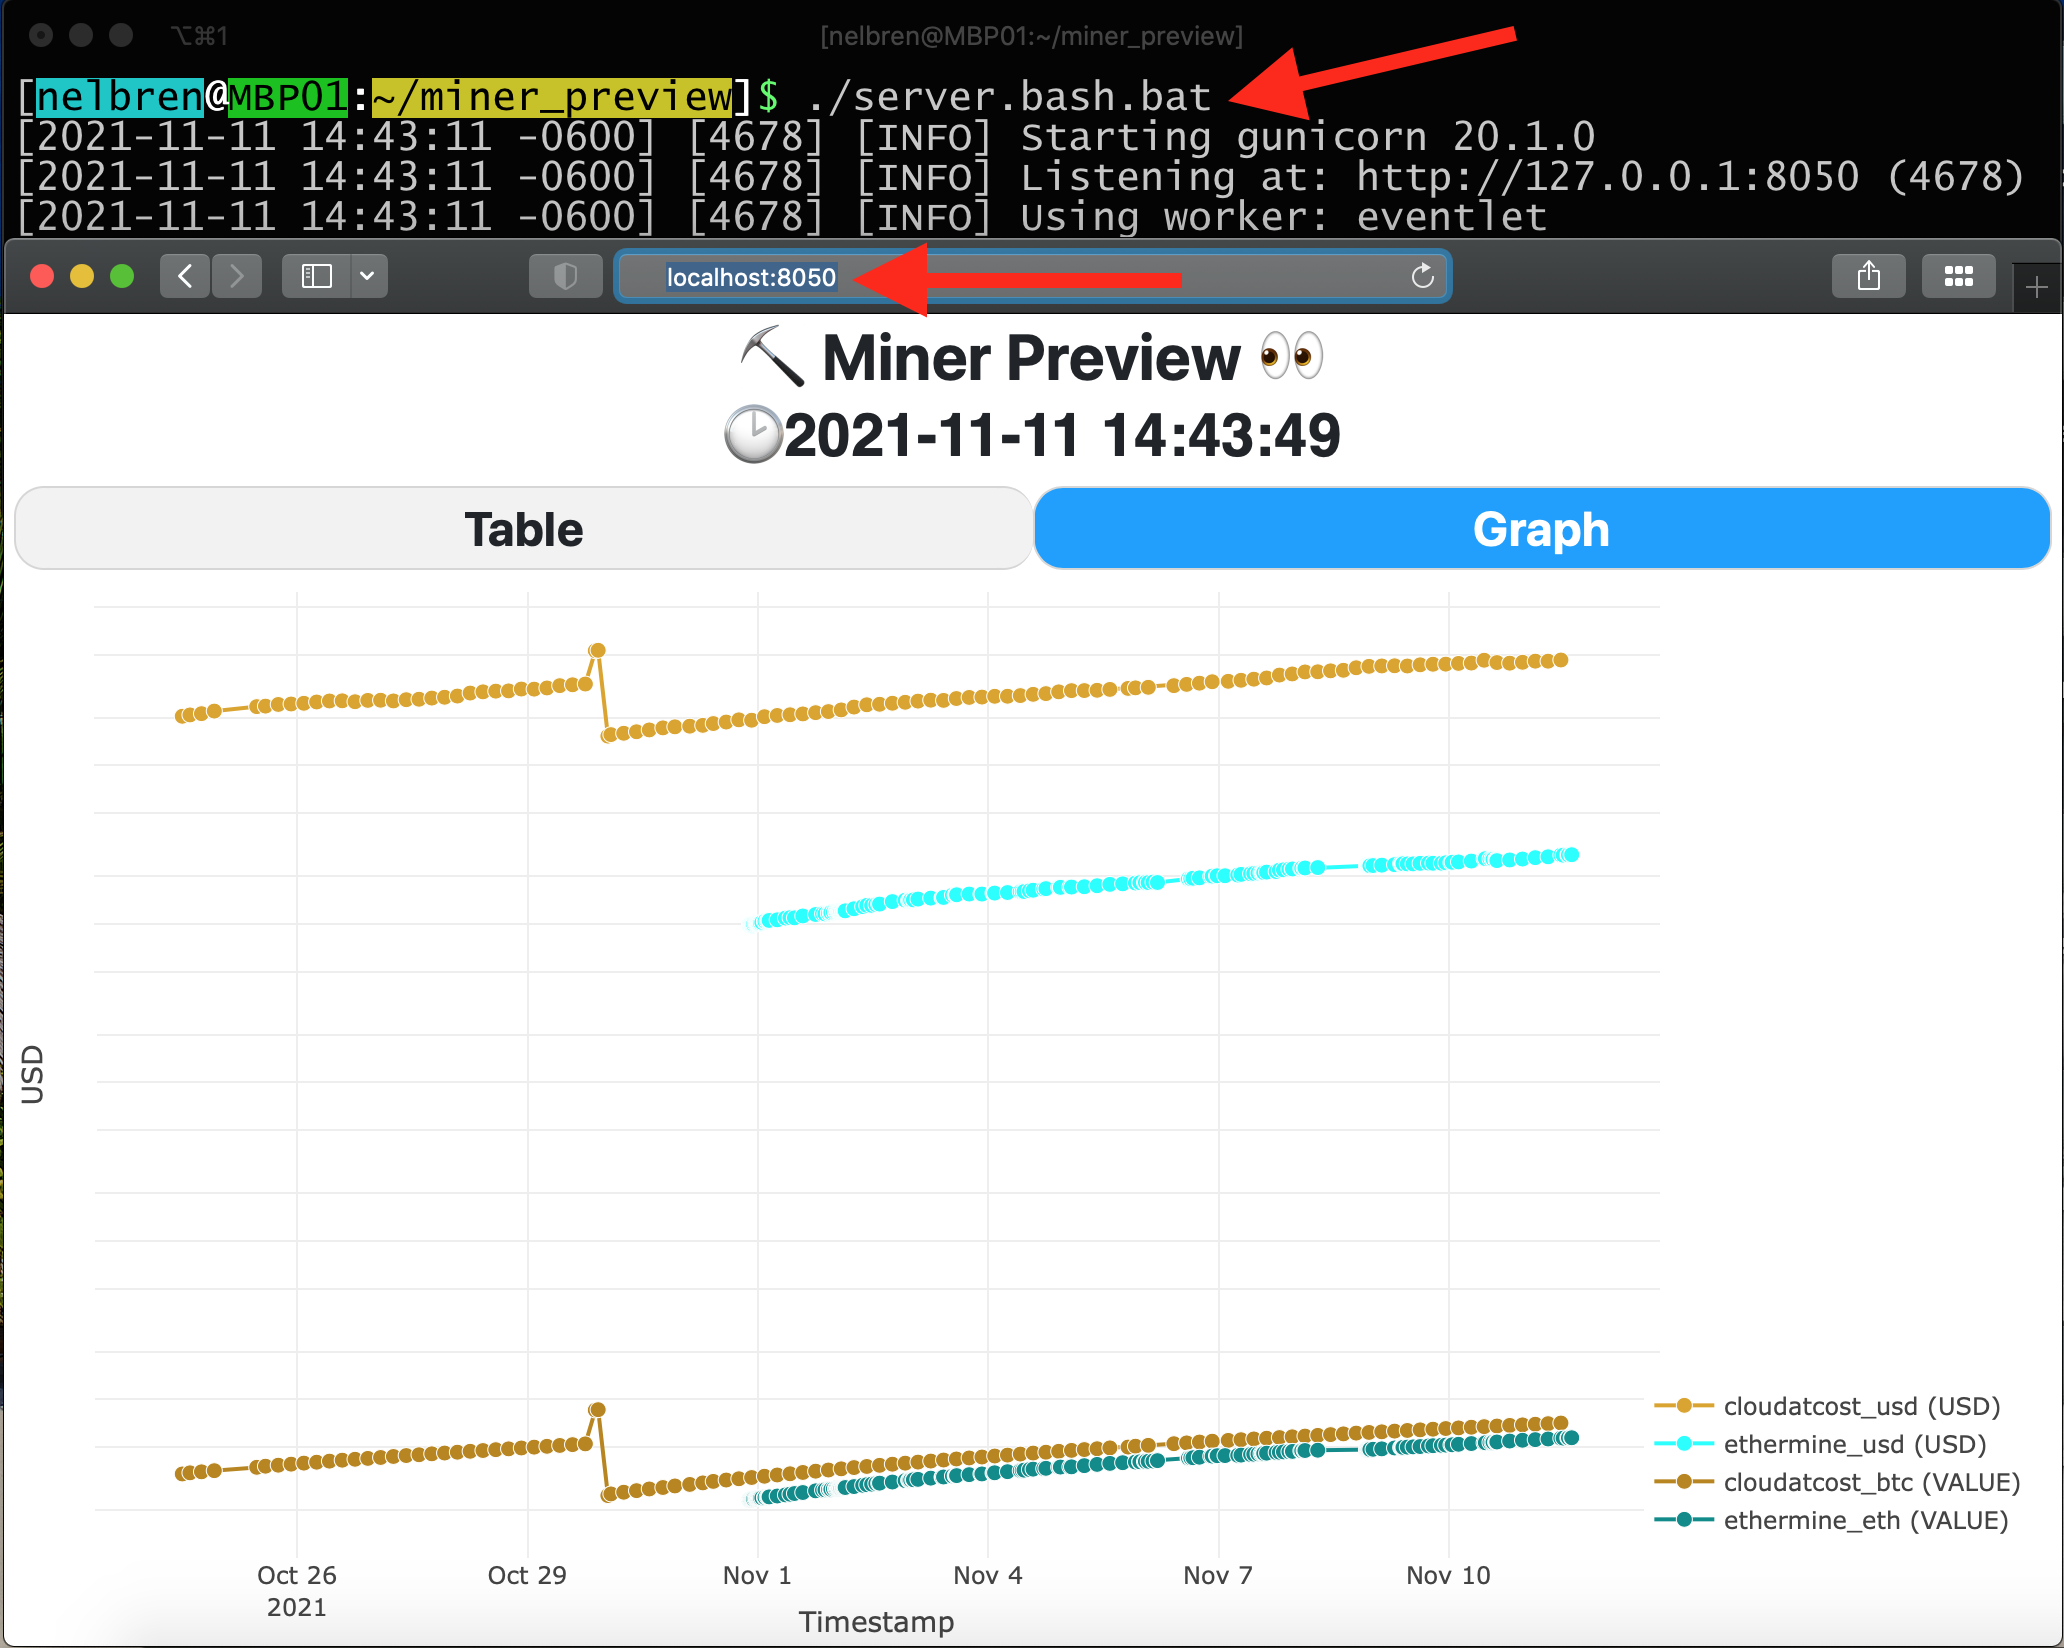 ⌥⌘1 [nelbren@MBP01:~/miner_preview]
[nelbren@MBP01:~/miner_preview]$ ./server.bash.bat
[2021-11-11 14:43:11 -0600] [4678] [INFO] Starting gunicorn 20.1.0
[2021-11-11 14:43:11 -0600] [4678] [INFO] Listening at: http://127.0.0.1:8050 (4678)
[2021-11-11 14:43:11 -0600] [4678] [INFO] Using worker: eventlet
localhost:8050
⛏ Miner Preview 👀
🕑2021-11-11 14:43:49
Table Graph
USD
cloudatcost_usd (USD)
ethermine_usd (USD)
cloudatcost_btc (VALUE)
ethermine_eth (VALUE)
Oct 26 Oct 29 Nov 1 Nov 4 Nov 7 Nov 10
2021
Timestamp